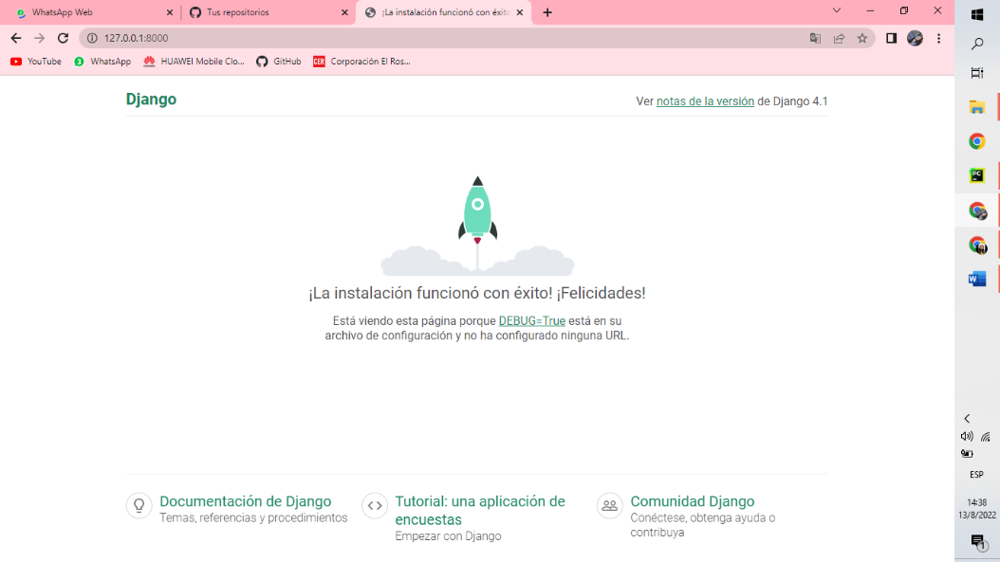 WhatsApp Web
Tus repositorios
¡La instalación funcionó con éxito
127.0.0.1:8000
YouTube
WhatsApp
HUAWEI Mobile Clo...
GitHub
CER
Corporación El Ros...
Django
Ver notas de la versión de Django 4.1
¡La instalación funcionó con éxito! ¡Felicidades!
Está viendo esta página porque DEBUG=True está en su
archivo de configuración y no ha configurado ninguna URL.
Documentación de Django
Temas, referencias y procedimientos
Tutorial: una aplicación de
encuestas
Empezar con Django
Comunidad Django
Conéctese, obtenga ayuda o
contribuya
PC
W
ESP
14:38
13/8/2022
1